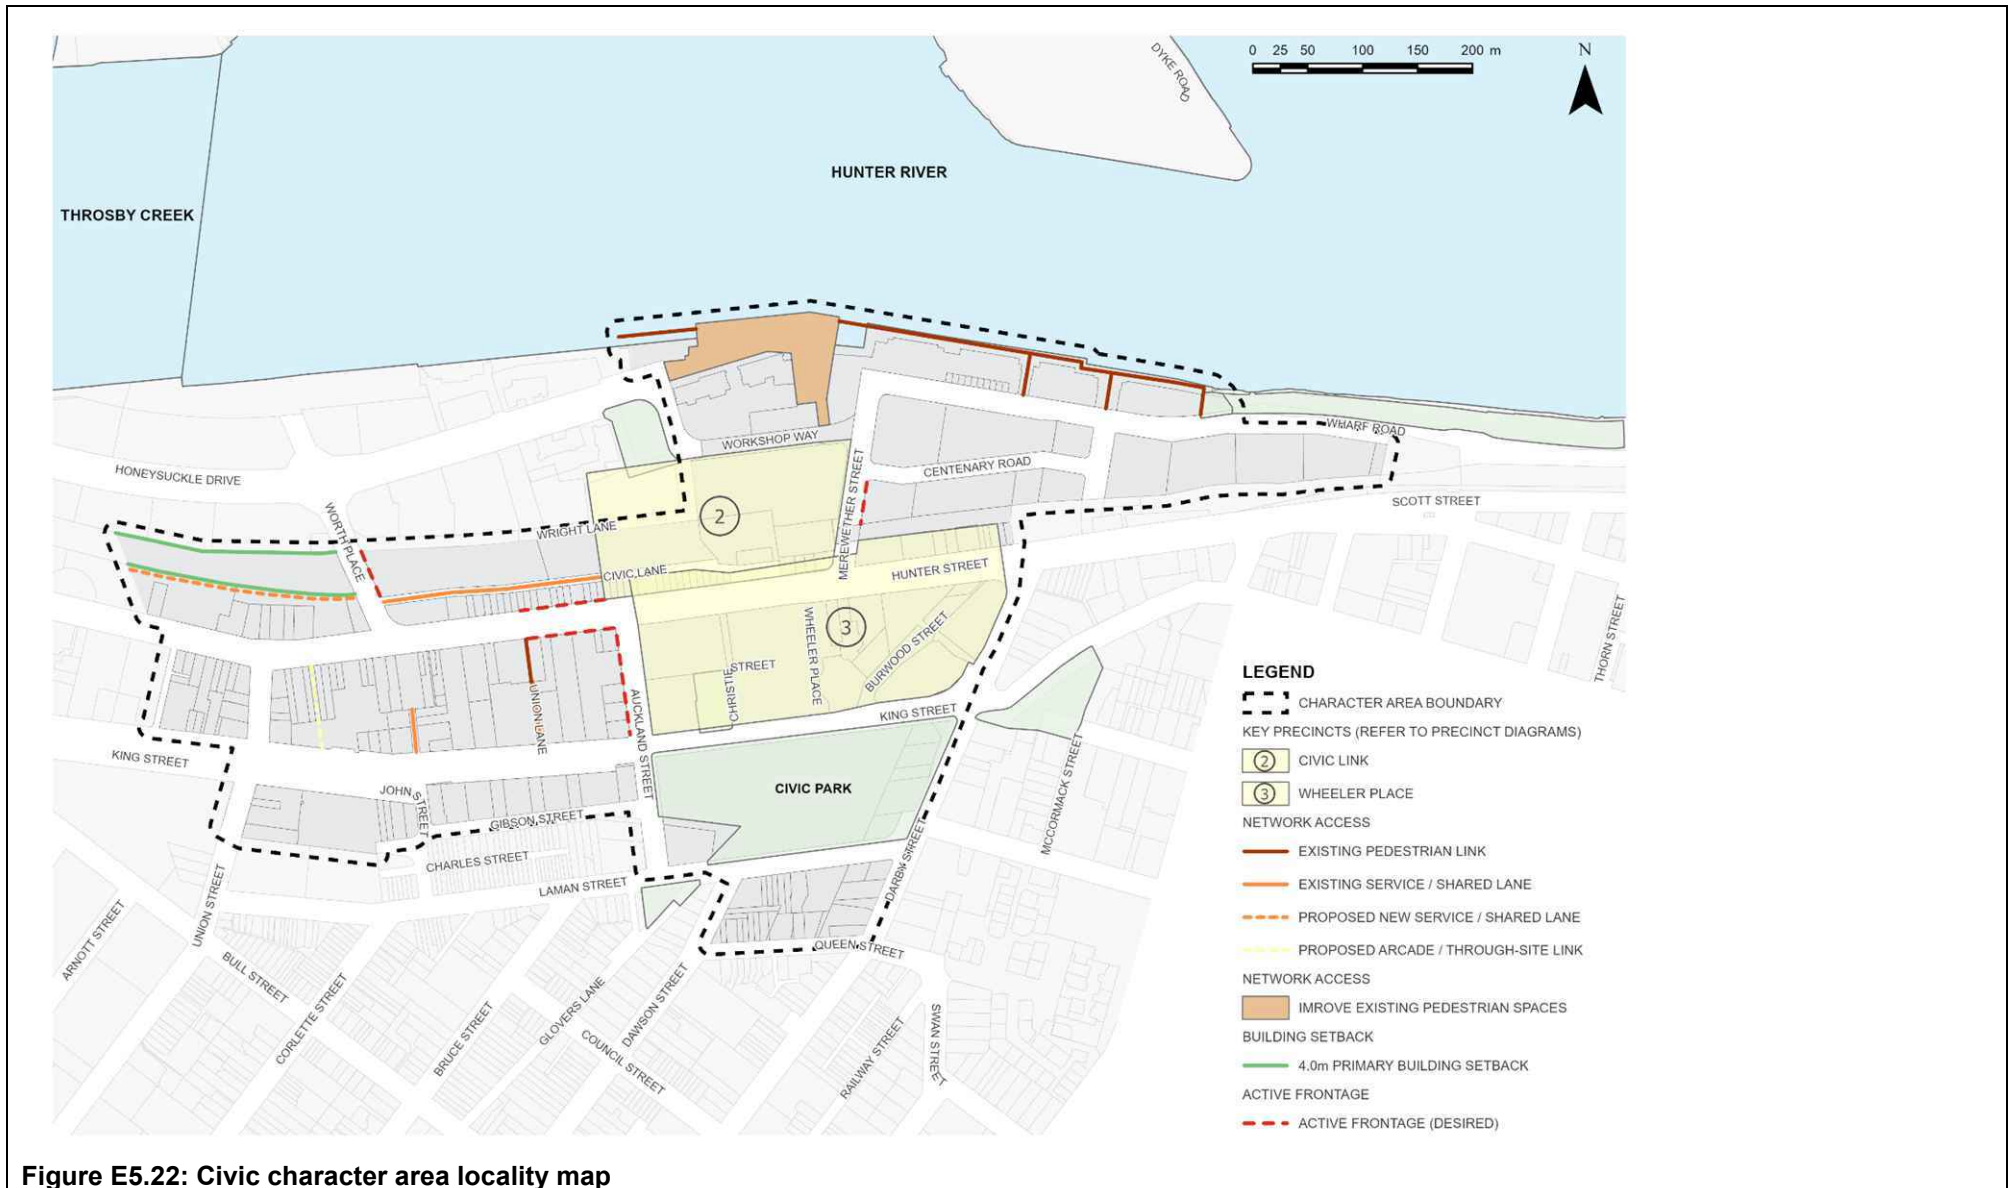 DYKE ROAD
0 25 50 100 150 200 m
N
HUNTER RIVER
THROSBY CREEK
WORKSHOP WAY
WHARF ROAD
CENTENARY ROAD
HONEYSUCKLE DRIVE
MEREWETHER STREET
SCOTT STREET
WORTH PLACE
WRIGHT LANE
2
CIVIC LANE
HUNTER STREET
THORN STREET
WHEELER PLACE
3
BURWOOD STREET
STREET
CHRISTIE
UNION LANE
AUCKLAND STREET
KING STREET
KING STREET
MCCORMACK STREET
JOHN STREET
CIVIC PARK
GIBSON STREET
CHARLES STREET
LAMAN STREET
DARBY STREET
UNION STREET
ARNOTT STREET
QUEEN STREET
BULL STREET
CORLETTE STREET
BRUCE STREET
GLOVERS LANE
DAWSON STREET
COUNCIL STREET
RAILWAY STREET
SWAN STREET
LEGEND
CHARACTER AREA BOUNDARY
KEY PRECINCTS (REFER TO PRECINCT DIAGRAMS)
2 CIVIC LINK
3 WHEELER PLACE
NETWORK ACCESS
EXISTING PEDESTRIAN LINK
EXISTING SERVICE / SHARED LANE
PROPOSED NEW SERVICE / SHARED LANE
PROPOSED ARCADE / THROUGH-SITE LINK
NETWORK ACCESS
IMROVE EXISTING PEDESTRIAN SPACES
BUILDING SETBACK
4.0m PRIMARY BUILDING SETBACK
ACTIVE FRONTAGE
ACTIVE FRONTAGE (DESIRED)
Figure E5.22: Civic character area locality map